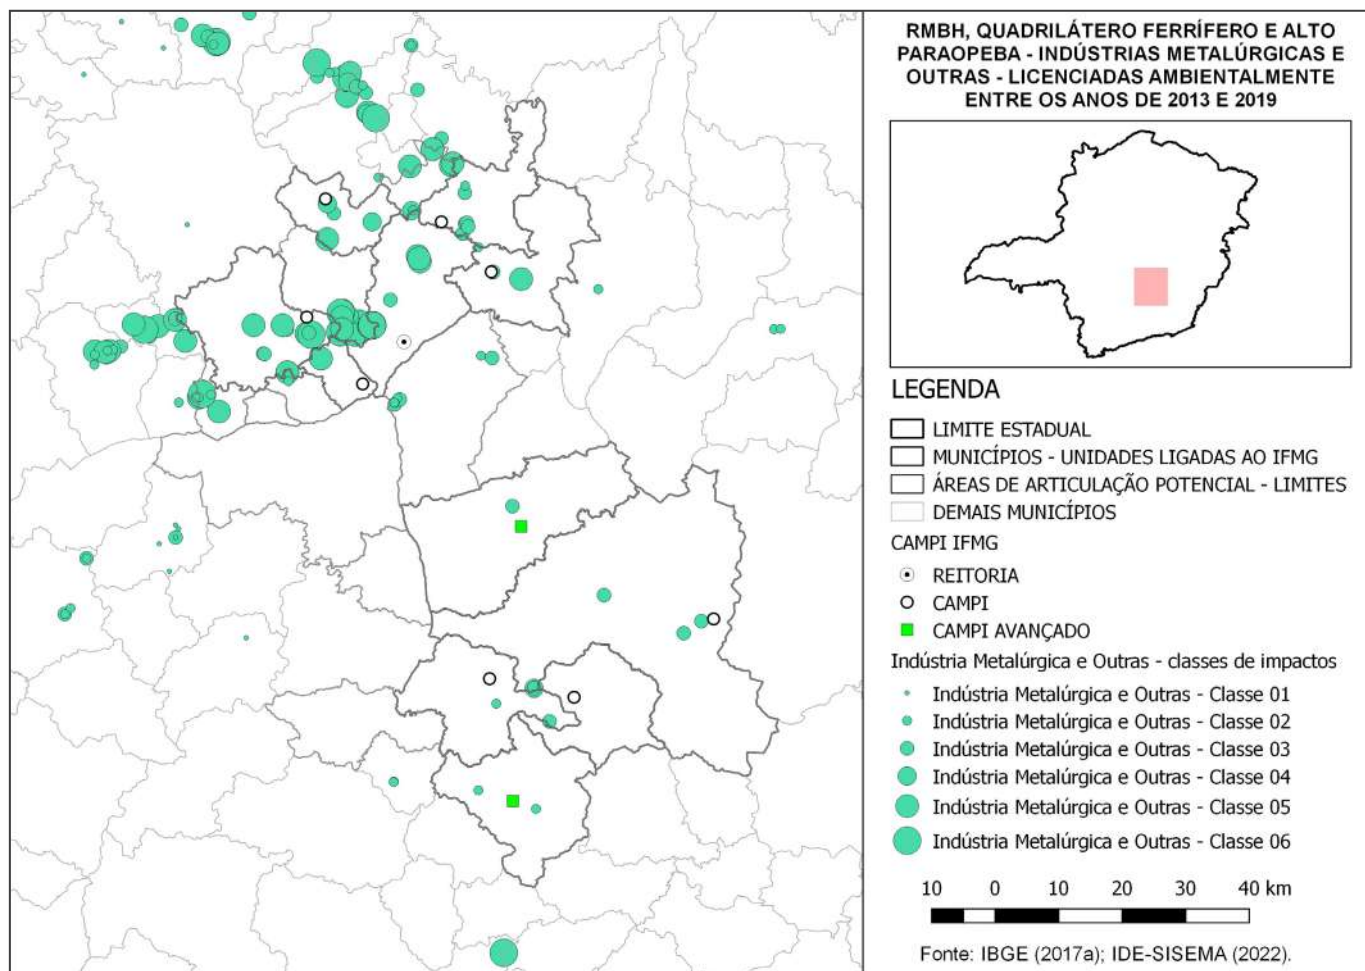 RMBH, QUADRILÁTERO FERRÍFERO E ALTO
PARAOPEBA - INDÚSTRIAS METALÚRGICAS E
OUTRAS - LICENCIADAS AMBIENTALMENTE
ENTRE OS ANOS DE 2013 E 2019
LEGENDA
LIMITE ESTADUAL
MUNICÍPIOS - UNIDADES LIGADAS AO IFMG
ÁREAS DE ARTICULAÇÃO POTENCIAL - LIMITES
DEMAIS MUNICÍPIOS
CAMPI IFMG
REITORIA
CAMPI
CAMPI AVANÇADO
Indústria Metalúrgica e Outras - classes de impactos
Indústria Metalúrgica e Outras - Classe 01
Indústria Metalúrgica e Outras - Classe 02
Indústria Metalúrgica e Outras - Classe 03
Indústria Metalúrgica e Outras - Classe 04
Indústria Metalúrgica e Outras - Classe 05
Indústria Metalúrgica e Outras - Classe 06
10 0 10 20 30 40 km
Fonte: IBGE (2017a); IDE-SISEMA (2022).